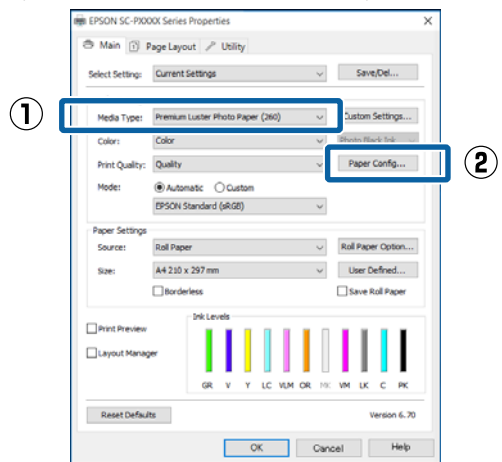 EPSON SC-PXXXX Series Properties
Main Page Layout Utility
Select Setting: Current Settings Save/Del...
① Media Type: Premium Luster Photo Paper (260) Custom Settings...
Color: Color Photo Black Ink
Print Quality: Quality Paper Config... ②
Mode: Automatic Custom
EPSON Standard (sRGB)
Paper Settings
Source: Roll Paper Roll Paper Option...
Size: A4 210 x 297 mm User Defined...
Borderless Save Roll Paper
Ink Levels
Print Preview
Layout Manager
GR V Y LC VLM OR MK VM LK C PK
Reset Defaults Version 6.70
OK Cancel Help